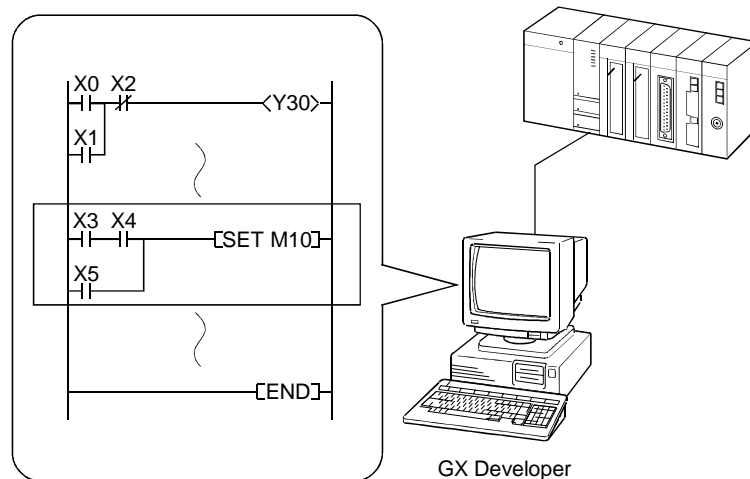 X0 X2
Y30
X1
X3 X4
SET M10
X5
END
GX Developer